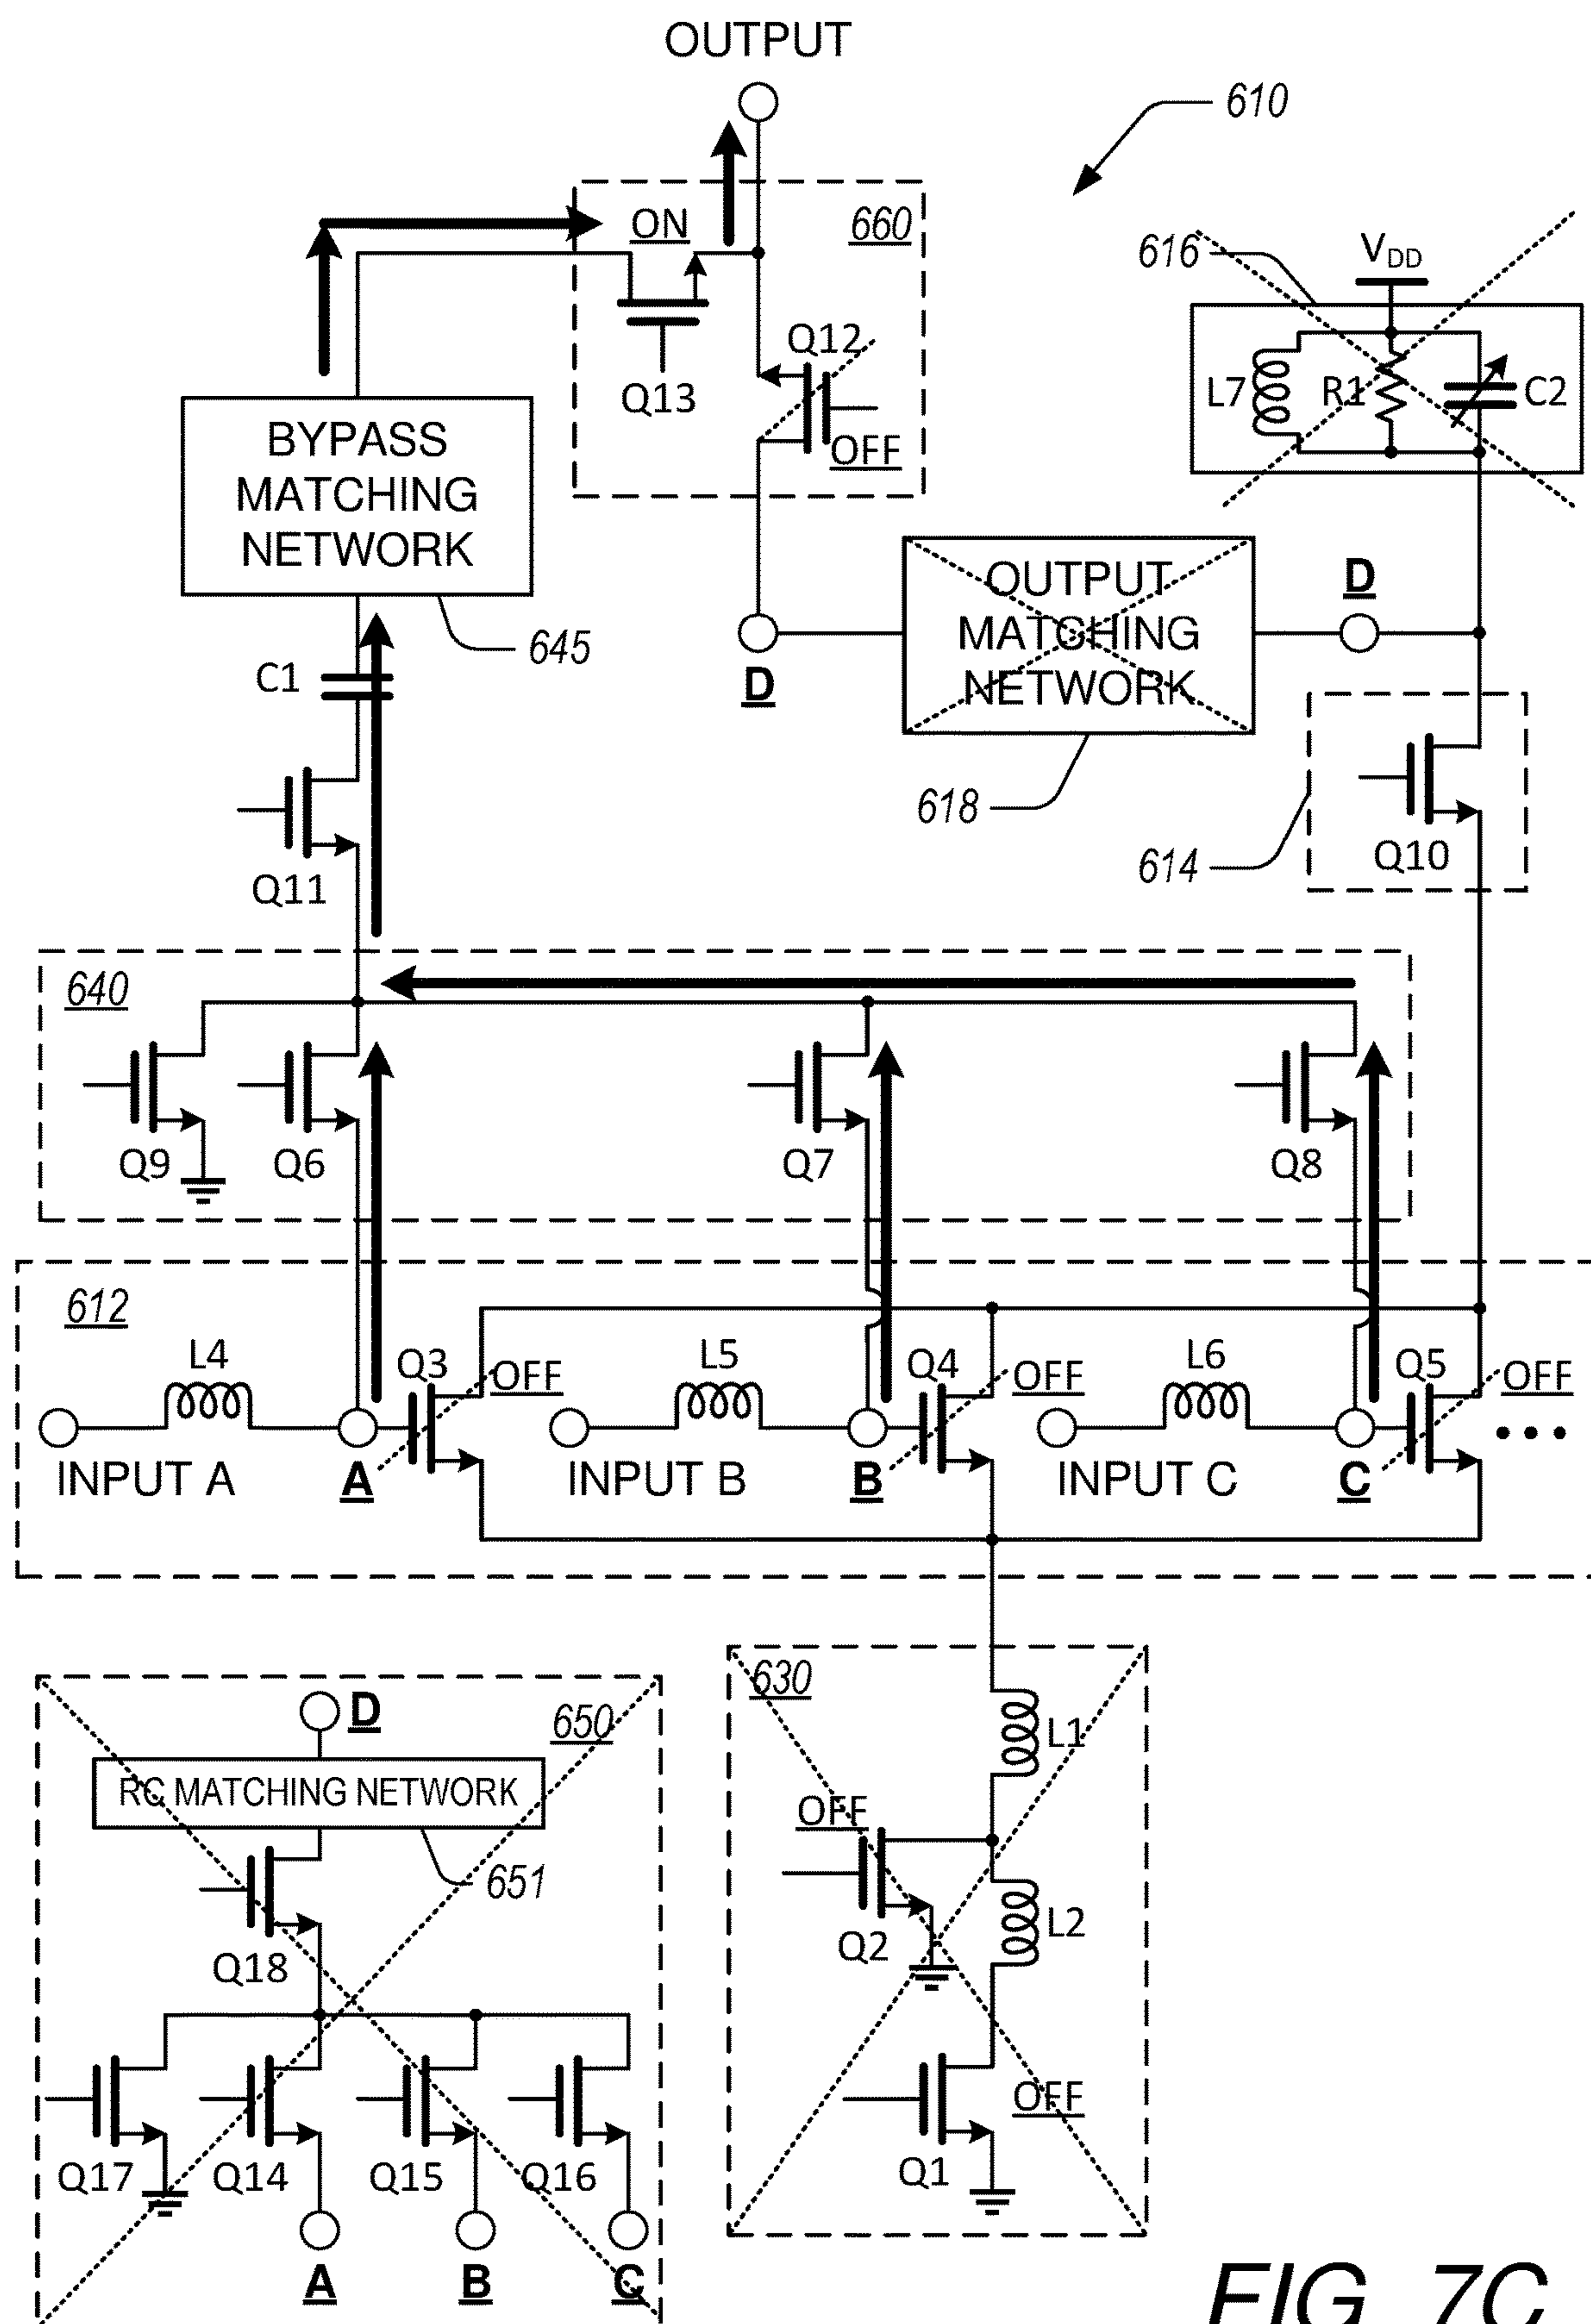 OUTPUT
610
ON
660
616
VDD
Q12
L7
R1
C2
Q13
OFF
BYPASS
MATCHING
NETWORK
645
OUTPUT
MATCHING
NETWORK
D
D
C1
618
614
Q10
Q11
640
Q9
Q6
Q7
Q8
612
L4
Q3
OFF
L5
Q4
OFF
L6
Q5
OFF
INPUT A
A
INPUT B
B
INPUT C
C
• • •
630
D
650
L1
RC MATCHING NETWORK
OFF
651
L2
Q2
Q18
OFF
Q17
Q14
Q15
Q16
Q1
A
B
C
FIG. 7C